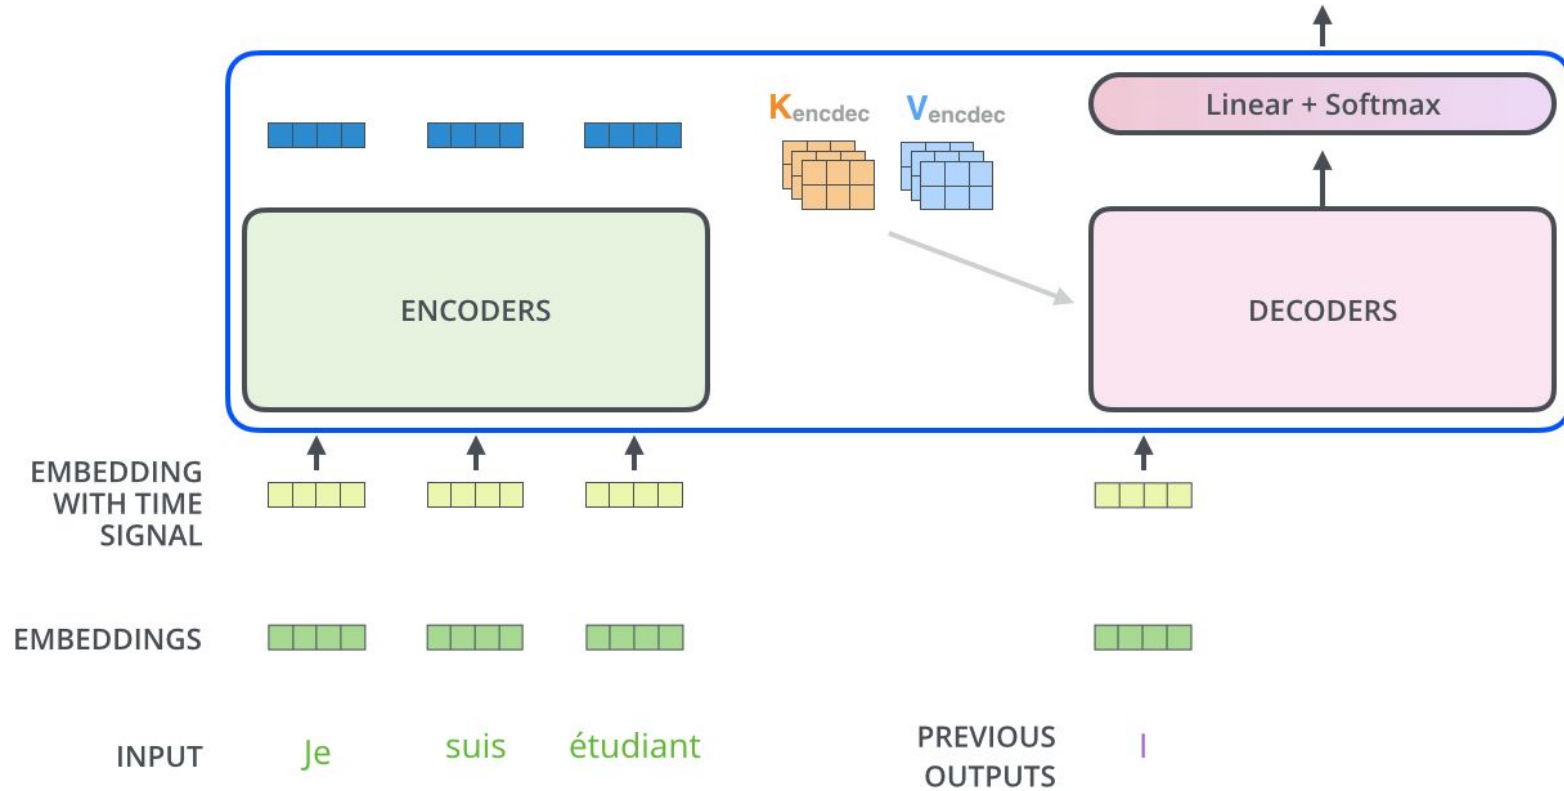 Kencdec Vencdec
Linear + Softmax
ENCODERS
DECODERS
EMBEDDING
WITH TIME
SIGNAL
EMBEDDINGS
INPUT
Je suis étudiant
PREVIOUS
OUTPUTS
I